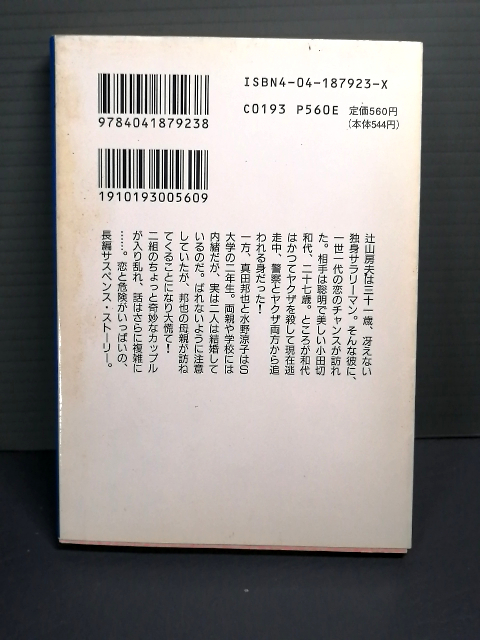 ISBN4-04-187923-X
C0193 P560E 定価560円
(本体544円)
9784041879238
1910193005609
辻山房夫は三十一歳、冴えない
独身サラリーマン。そんな彼に、
一世一代の恋のチャンスが訪れ
た。相手は聡明で美しい小田切
和代、二十七歳。ところが和代
はかつてヤクザを殺して現在逃
走中、警察とヤクザ両方から追
われる身だった！
一方、真田邦也と水野涼子はS
大学の二年生。両親や学校には
内緒だが、実は二人は結婚して
いるのだ。ばれないように注意
していたが、邦也の母親が訪ね
てくることになり大慌て！
二組のちょっと奇妙なカップル
が入り乱れ、話はさらに複雑に
……。恋と危険がいっぱいの、
長編サスペンス・ストーリー。